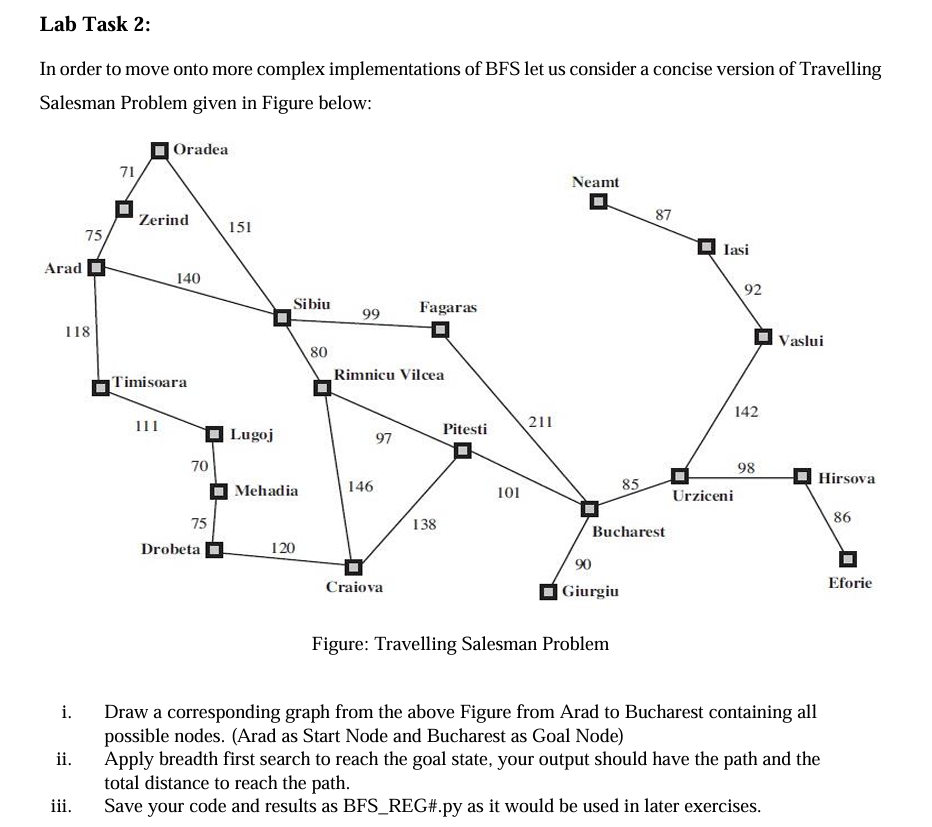 Lab Task 2:
In order to move onto more complex implementations of BFS let us consider a concise version of Travelling
Salesman Problem given in Figure below:
Oradea
71
Neamt
87
Zerind
151
75
Iasi
Arad
140
92
Sibiu
99
Fagaras
118
Vaslui
80
Rimnicu Vilcea
Timisoara
142
111
Lugoj
97
Pitesti
211
70
98
Hirsova
Mehadia
146
101
85
Urziceni
75
138
86
Bucharest
Drobeta
120
90
Craiova
Giurgiu
Eforie
Figure: Travelling Salesman Problem
i. Draw a corresponding graph from the above Figure from Arad to Bucharest containing all
possible nodes. (Arad as Start Node and Bucharest as Goal Node)
ii. Apply breadth first search to reach the goal state, your output should have the path and the
total distance to reach the path.
iii. Save your code and results as BFS_REG#.py as it would be used in later exercises.